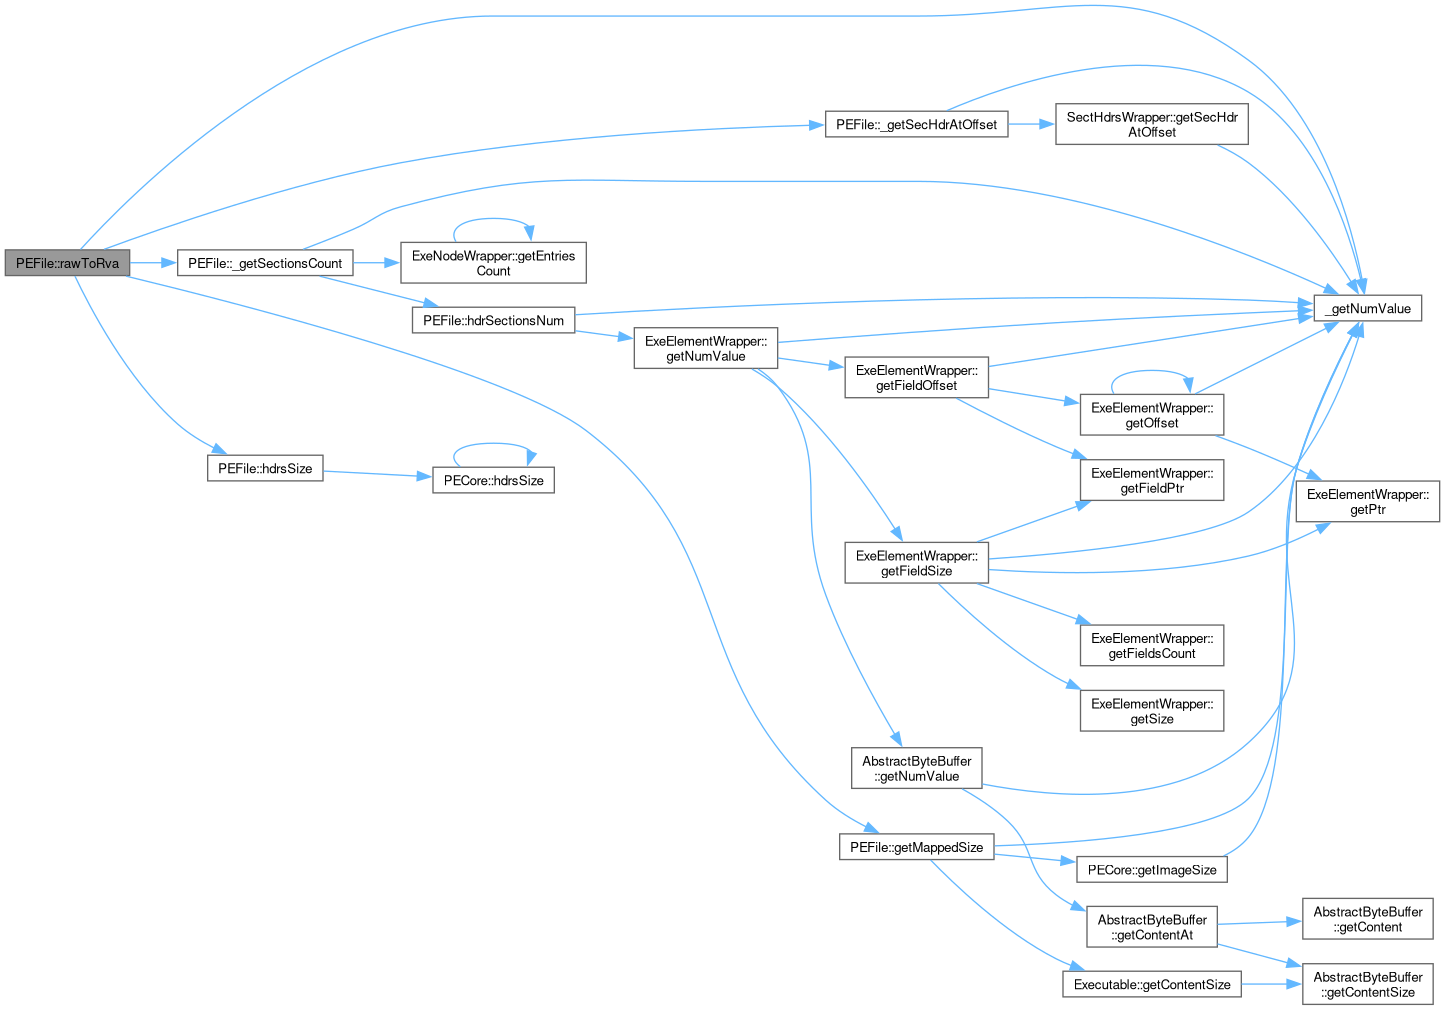 PEFile::_getSecHdrAtOffset
SectHdrsWrapper::getSecHdr
AtOffset
PEFile::rawToRva
PEFile::_getSectionsCount
ExeNodeWrapper::getEntries
Count
_getNumValue
PEFile::hdrSectionsNum
ExeElementWrapper::
getNumValue
ExeElementWrapper::
getFieldOffset
ExeElementWrapper::
getOffset
PEFile::hdrsSize
PECore::hdrsSize
ExeElementWrapper::
getFieldPtr
ExeElementWrapper::
getPtr
ExeElementWrapper::
getFieldSize
ExeElementWrapper::
getFieldsCount
ExeElementWrapper::
getSize
AbstractByteBuffer
::getNumValue
PEFile::getMappedSize
PECore::getImageSize
AbstractByteBuffer
::getContentAt
AbstractByteBuffer
::getContent
Executable::getContentSize
AbstractByteBuffer
::getContentSize